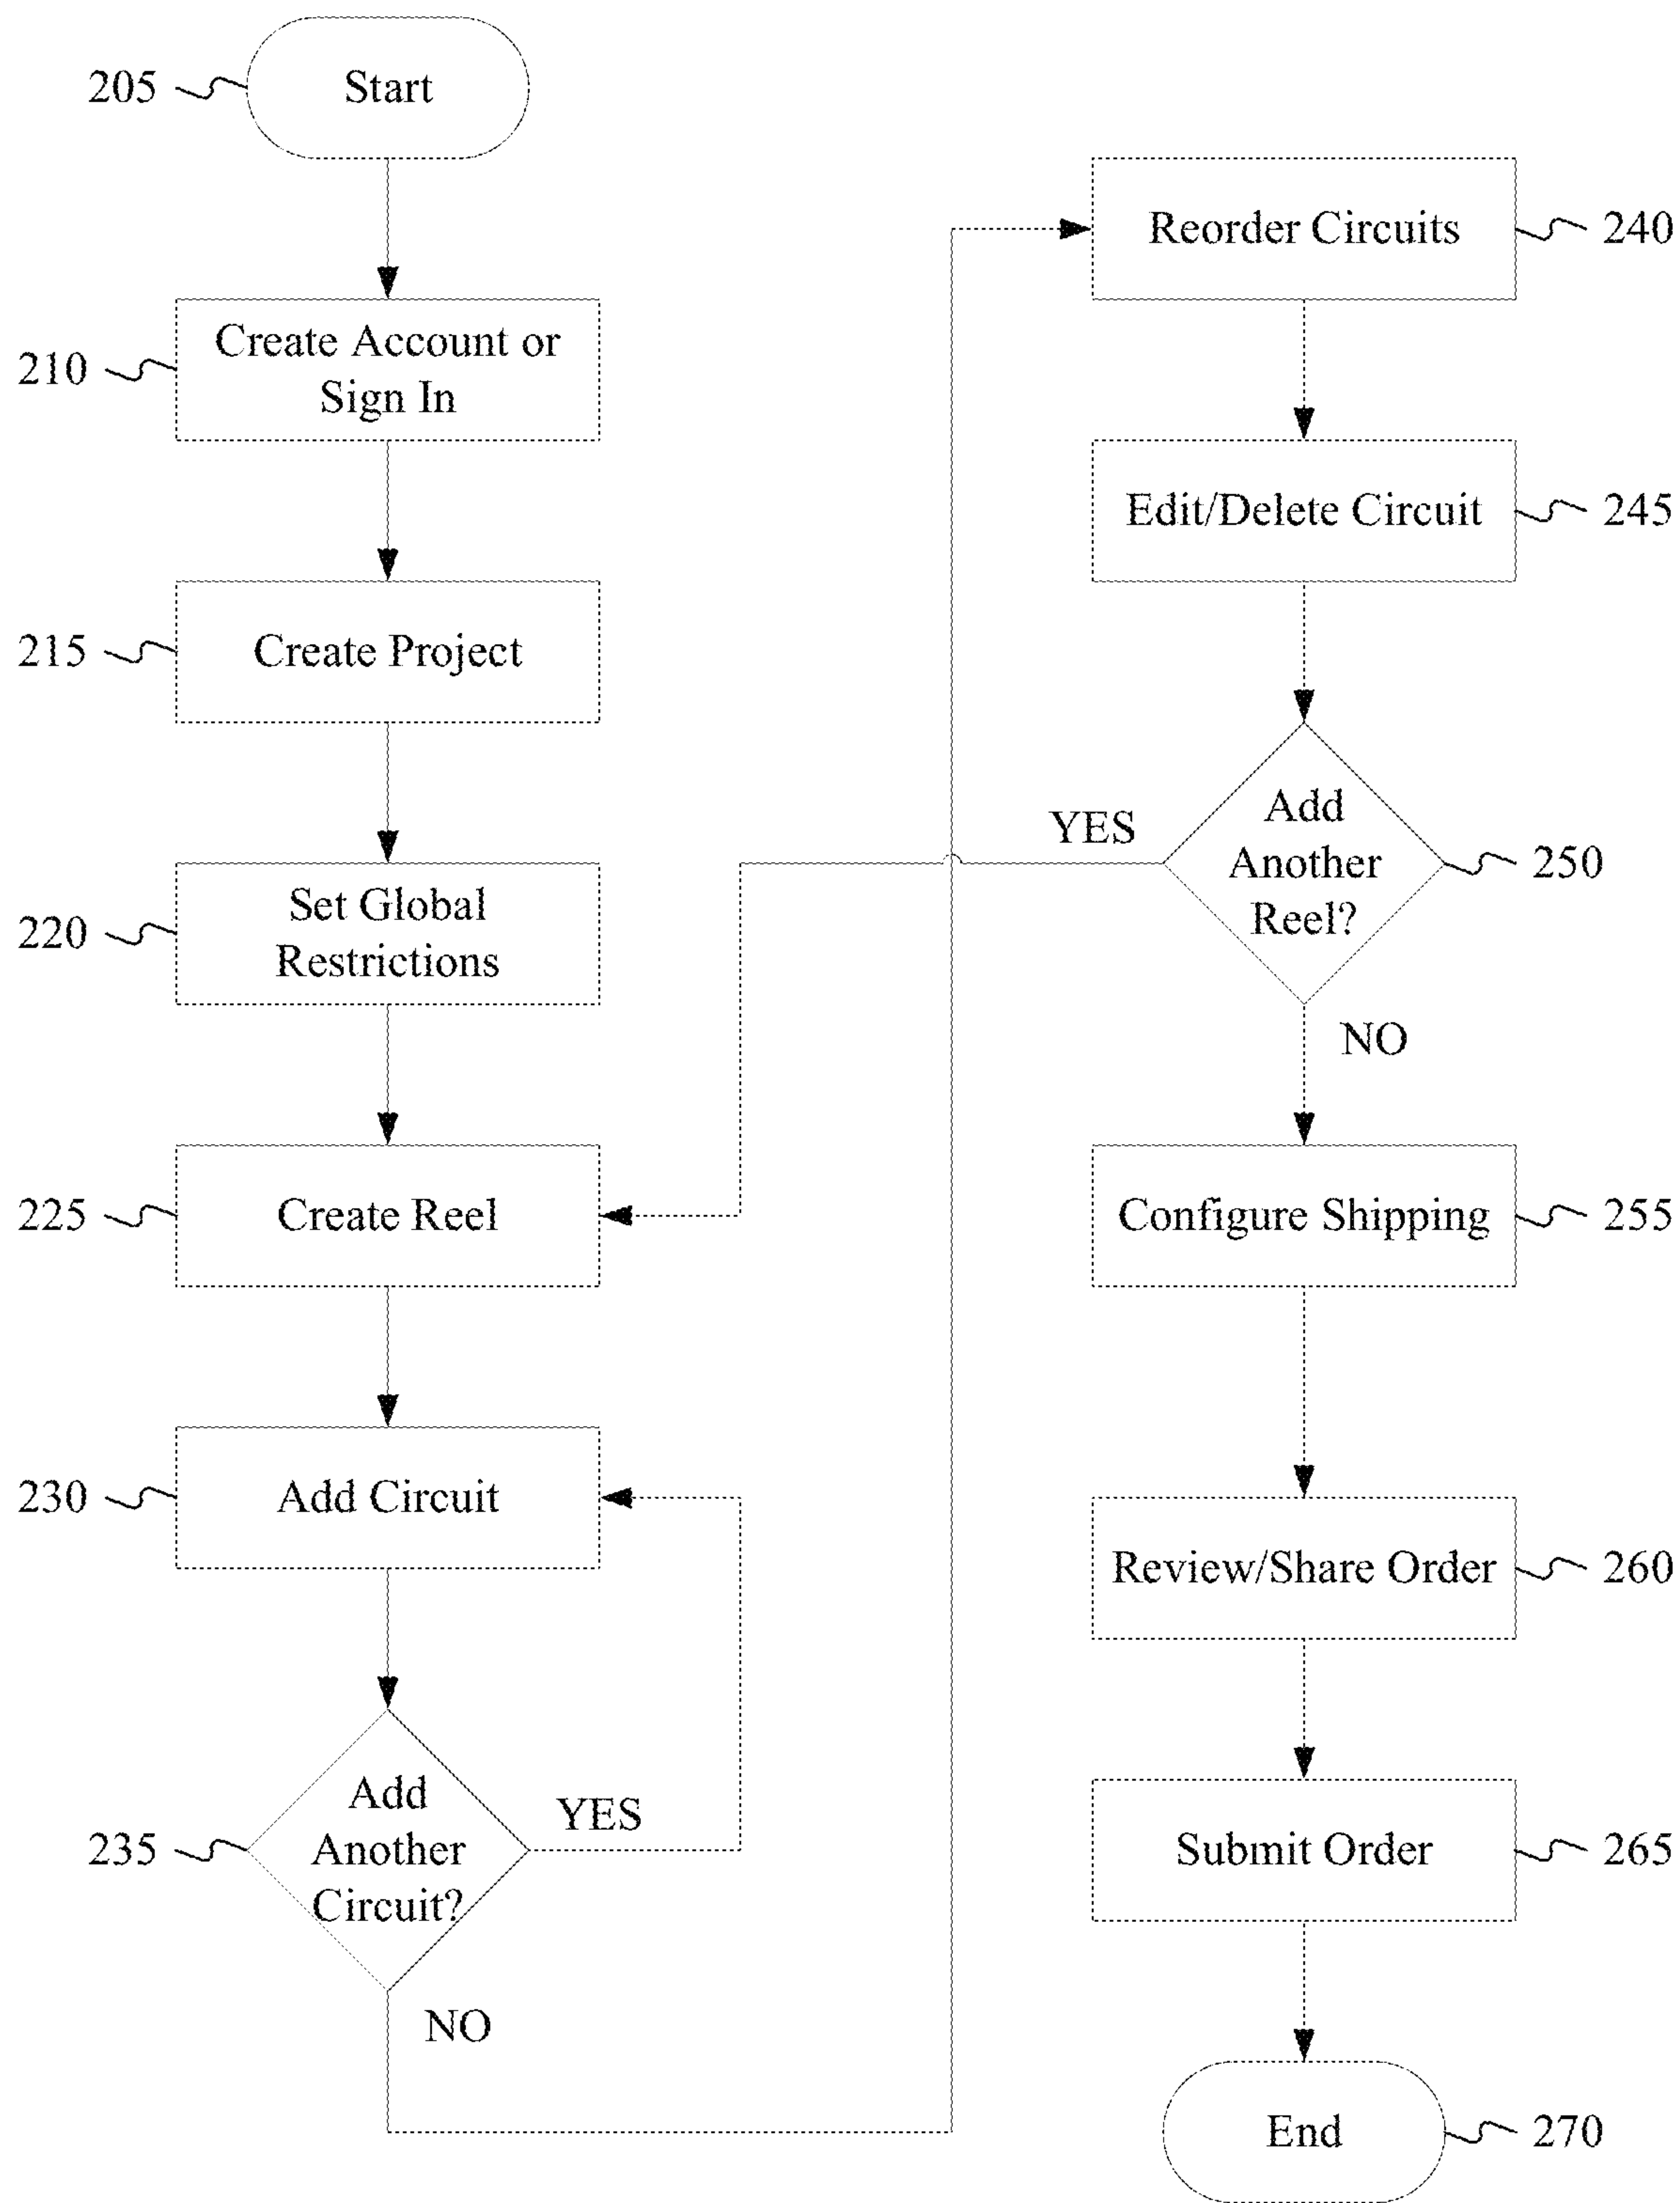 205
Start
210
Create Account or
Sign In
215
Create Project
220
Set Global
Restrictions
225
Create Reel
230
Add Circuit
235
Add
Another
Circuit?
YES
NO
Reorder Circuits
240
Edit/Delete Circuit
245
Add
Another
Reel?
YES
250
NO
Configure Shipping
255
Review/Share Order
260
Submit Order
265
End
270